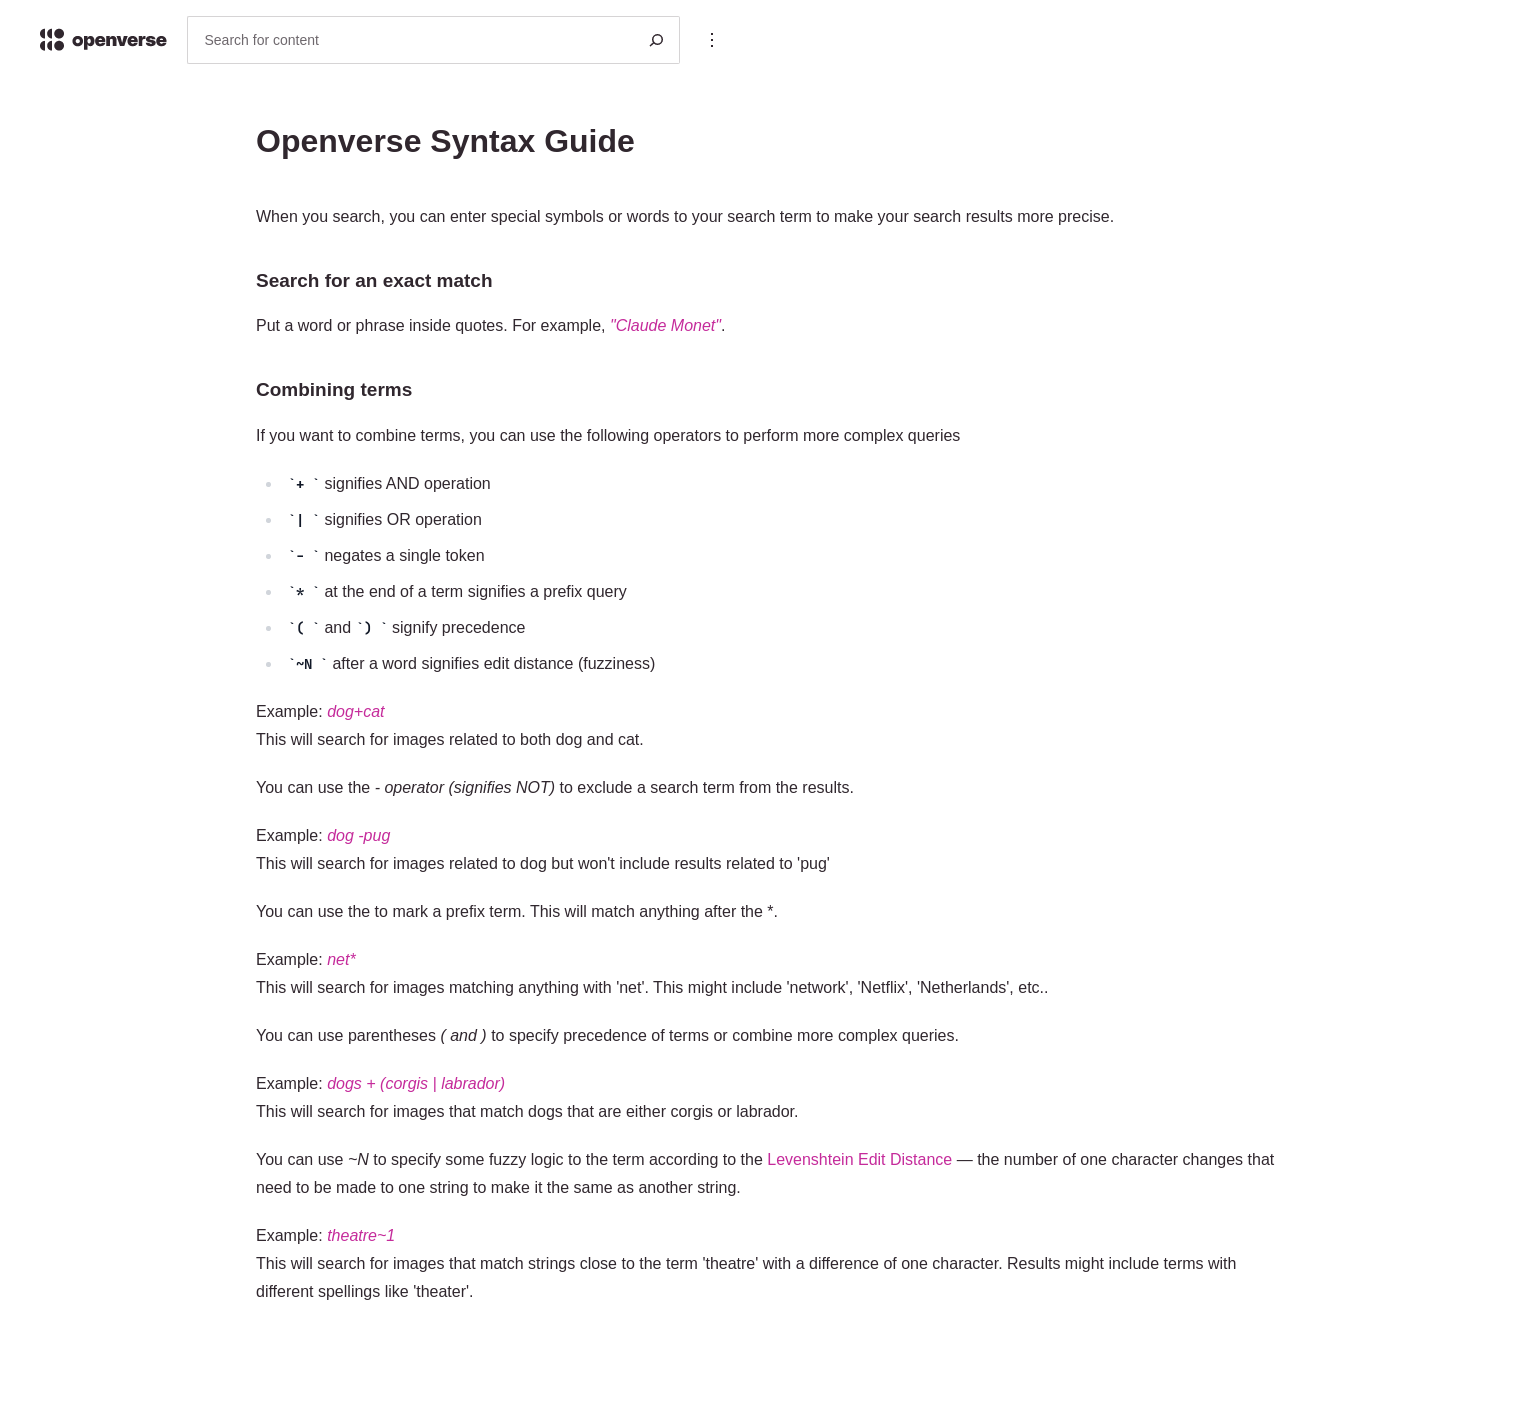 openverse
Search for content
Openverse Syntax Guide
When you search, you can enter special symbols or words to your search term to make your search results more precise.
Search for an exact match
Put a word or phrase inside quotes. For example, "Claude Monet".
Combining terms
If you want to combine terms, you can use the following operators to perform more complex queries
`+ ` signifies AND operation
`| ` signifies OR operation
`- ` negates a single token
`* ` at the end of a term signifies a prefix query
`( ` and `) ` signify precedence
`~N ` after a word signifies edit distance (fuzziness)
Example: dog+cat
This will search for images related to both dog and cat.
You can use the - operator (signifies NOT) to exclude a search term from the results.
Example: dog -pug
This will search for images related to dog but won't include results related to 'pug'
You can use the to mark a prefix term. This will match anything after the *.
Example: net*
This will search for images matching anything with 'net'. This might include 'network', 'Netflix', 'Netherlands', etc..
You can use parentheses ( and ) to specify precedence of terms or combine more complex queries.
Example: dogs + (corgis | labrador)
This will search for images that match dogs that are either corgis or labrador.
You can use ~N to specify some fuzzy logic to the term according to the Levenshtein Edit Distance — the number of one character changes that
need to be made to one string to make it the same as another string.
Example: theatre~1
This will search for images that match strings close to the term 'theatre' with a difference of one character. Results might include terms with
different spellings like 'theater'.